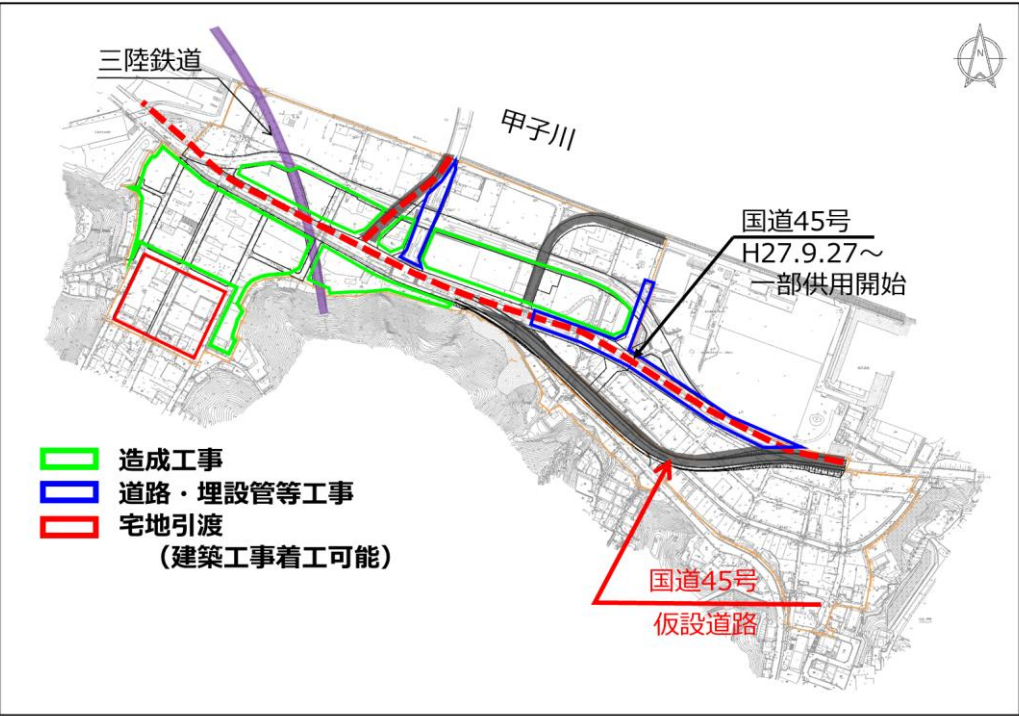 三陸鉄道
N
甲子川
国道45号
H27.9.27～
一部供用開始
造成工事
道路・埋設管等工事
宅地引渡
（建築工事着工可能）
国道45号
仮設道路